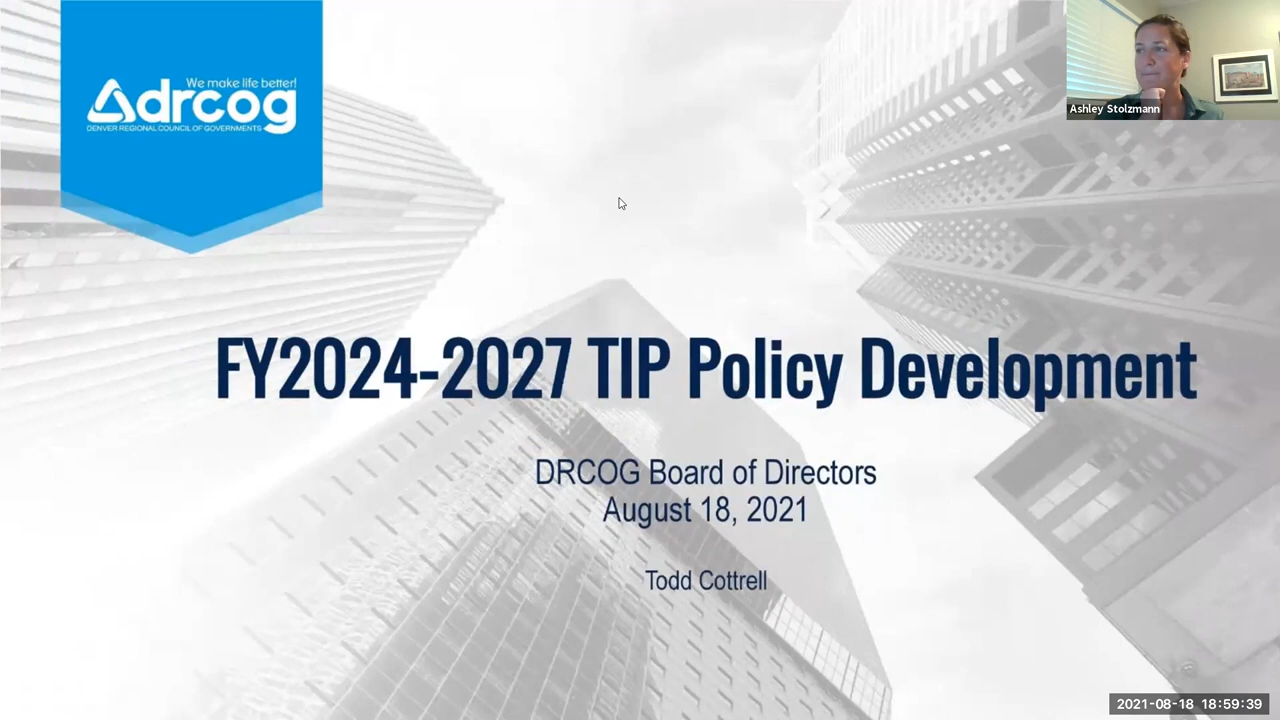 We make life better!
drcog
DENVER REGIONAL COUNCIL OF GOVERNMENTS
Ashley Stolzmann
FY2024-2027 TIP Policy Development
DRCOG Board of Directors
August 18, 2021
Todd Cottrell
2021-08-18 18:59:39